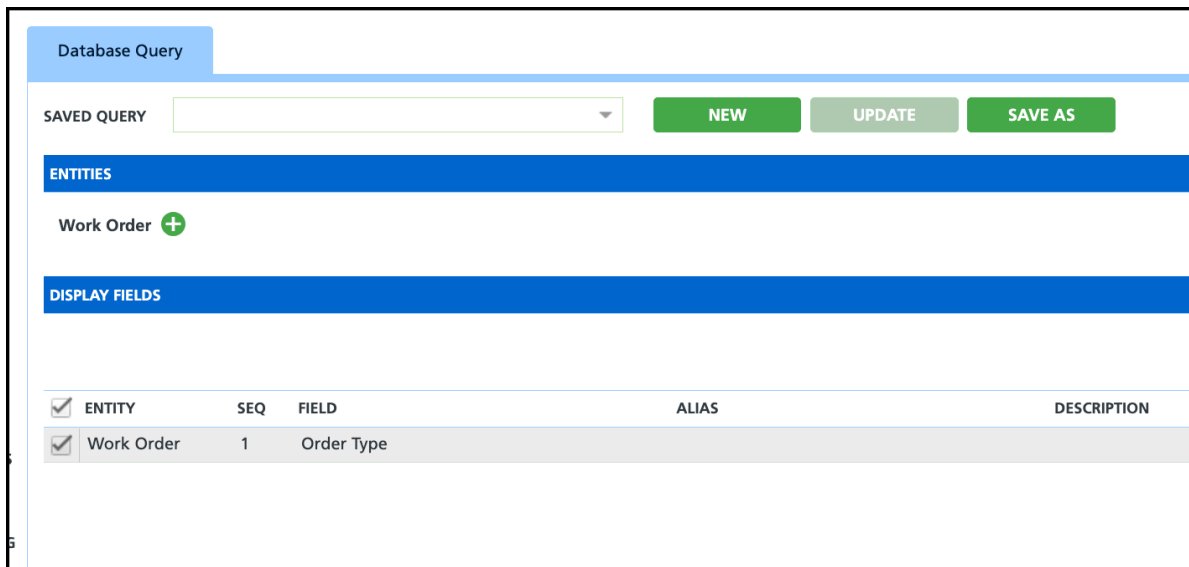 Database Query
SAVED QUERY NEW UPDATE SAVE AS
ENTITIES
Work Order
DISPLAY FIELDS
ENTITY SEQ FIELD ALIAS DESCRIPTION
Work Order 1 Order Type